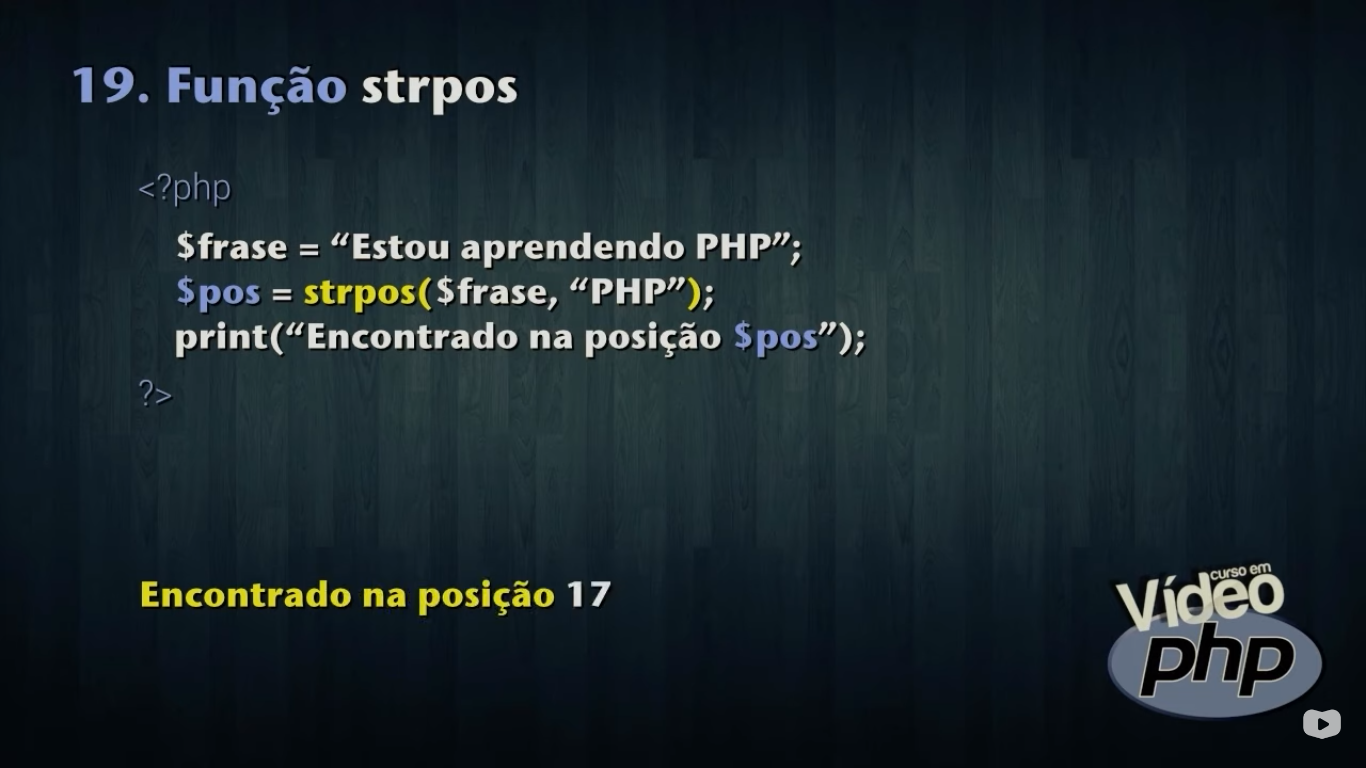 19. Função strpos
<?php
$frase = “Estou aprendendo PHP”;
$pos = strpos($frase, “PHP”);
print(“Encontrado na posição $pos”);
?>
Encontrado na posição 17
curso em
Vídeo
php